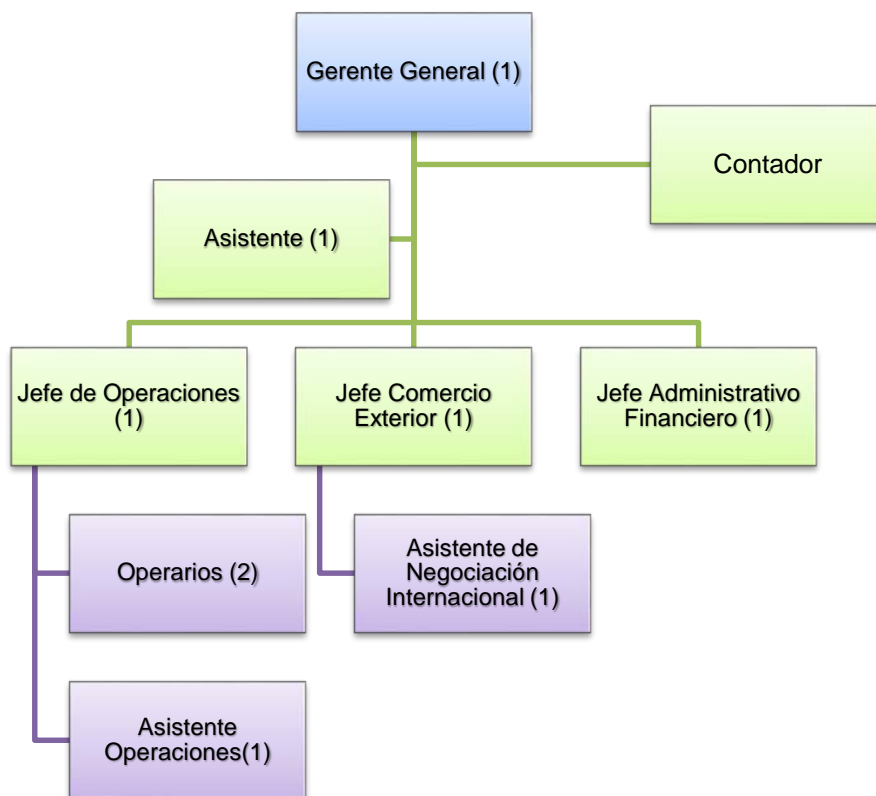 Gerente General (1)
Contador
Asistente (1)
Jefe de Operaciones
(1)
Jefe Comercio
Exterior (1)
Jefe Administrativo
Financiero (1)
Operarios (2)
Asistente de
Negociación
Internacional (1)
Asistente
Operaciones(1)